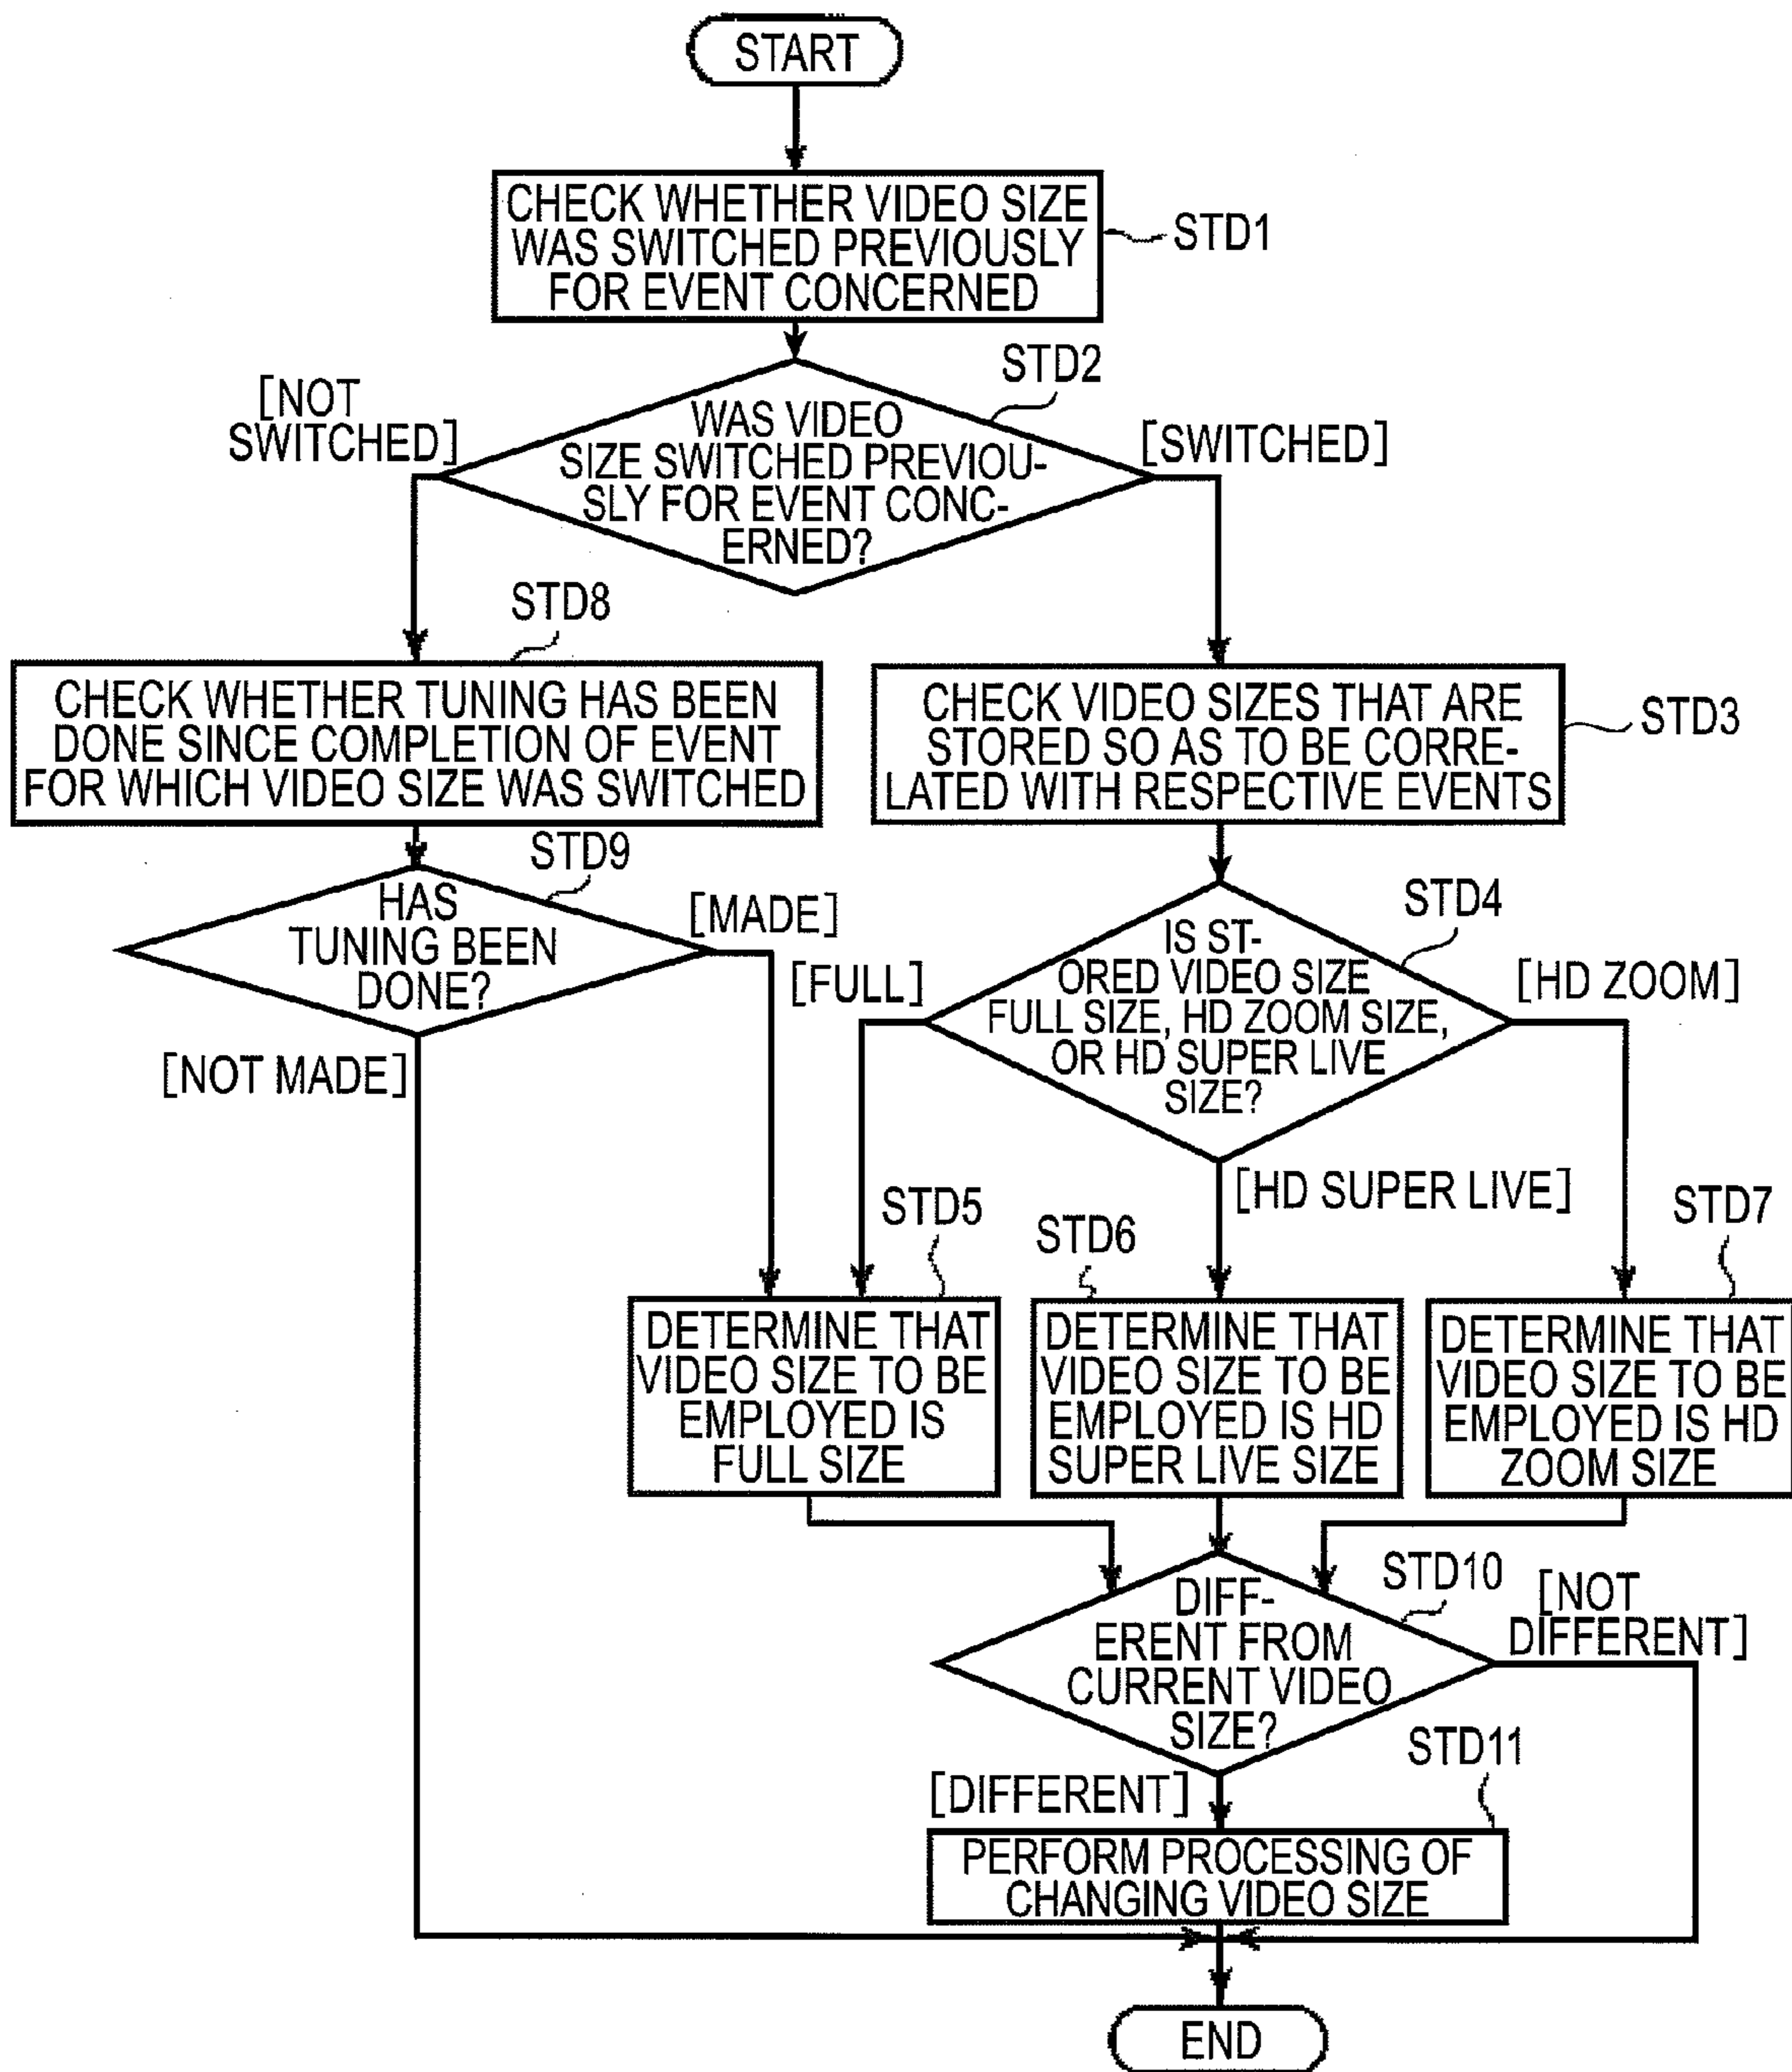 START
CHECK WHETHER VIDEO SIZE
WAS SWITCHED PREVIOUSLY
FOR EVENT CONCERNED
STD1
STD2
[NOT
SWITCHED]
WAS VIDEO
SIZE SWITCHED PREVIOU-
SLY FOR EVENT CONC-
ERNED?
[SWITCHED]
STD8
CHECK WHETHER TUNING HAS BEEN
DONE SINCE COMPLETION OF EVENT
FOR WHICH VIDEO SIZE WAS SWITCHED
CHECK VIDEO SIZES THAT ARE
STORED SO AS TO BE CORRE-
LATED WITH RESPECTIVE EVENTS
STD3
STD9
HAS
TUNING BEEN
DONE?
[MADE]
[NOT MADE]
STD4
IS ST-
ORED VIDEO SIZE
FULL SIZE, HD ZOOM SIZE,
OR HD SUPER LIVE
SIZE?
[FULL]
[HD ZOOM]
[HD SUPER LIVE]
STD5
STD6
STD7
DETERMINE THAT
VIDEO SIZE TO BE
EMPLOYED IS
FULL SIZE
DETERMINE THAT
VIDEO SIZE TO BE
EMPLOYED IS HD
SUPER LIVE SIZE
DETERMINE THAT
VIDEO SIZE TO BE
EMPLOYED IS HD
ZOOM SIZE
STD10
DIFF-
ERENT FROM
CURRENT VIDEO
SIZE?
[NOT
DIFFERENT]
[DIFFERENT]
STD11
PERFORM PROCESSING OF
CHANGING VIDEO SIZE
END